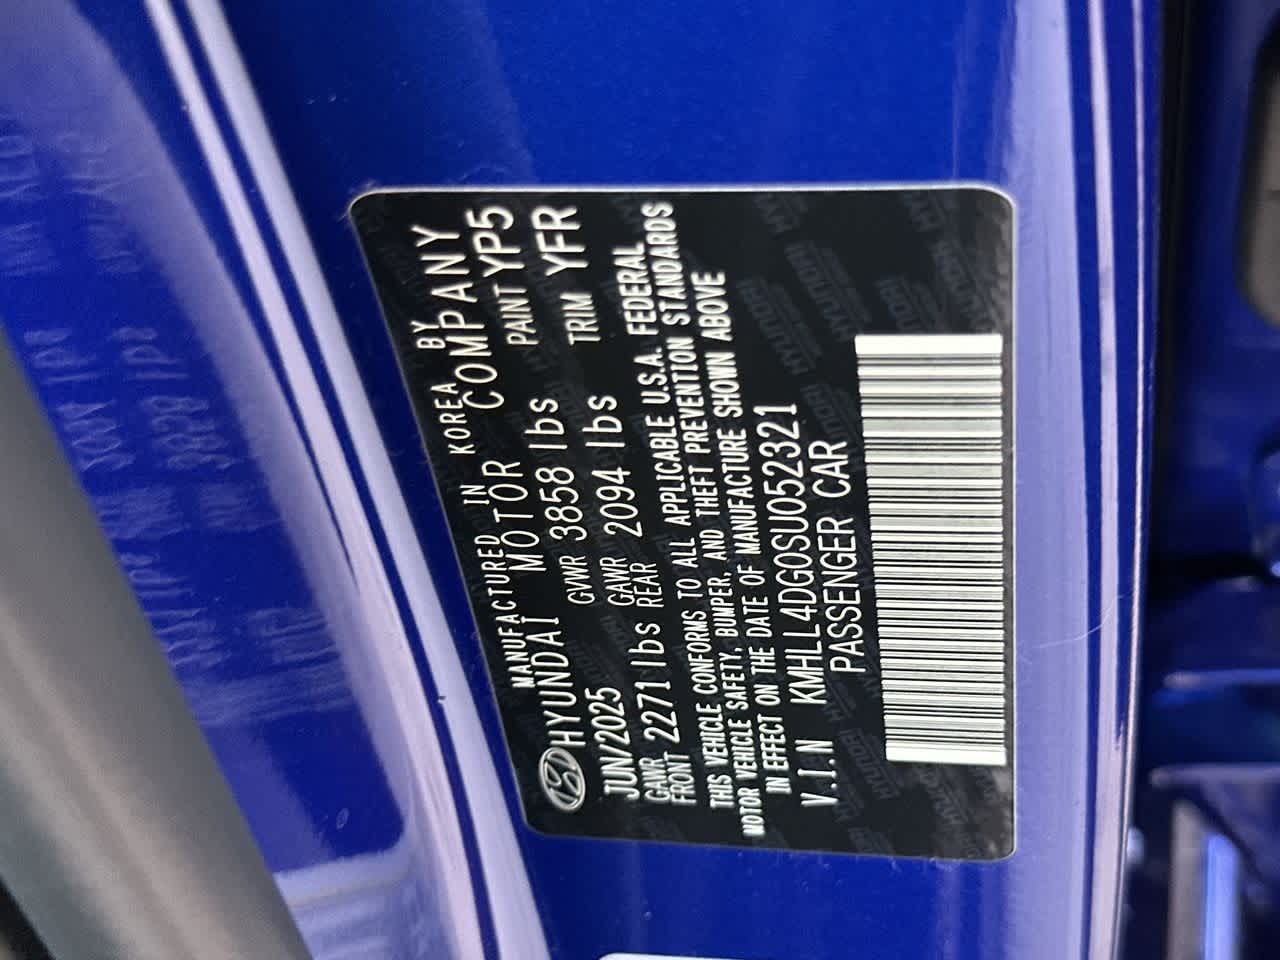 MANUFACTURED IN KOREA BY
HYUNDAI MOTOR COMPANY
JUN/2025 GVWR 3858 lbs PAINT YP5
GAWR FRONT 2271 lbs GAWR REAR 2094 lbs TRIM YFR
THIS VEHICLE CONFORMS TO ALL APPLICABLE U.S.A. FEDERAL
MOTOR VEHICLE SAFETY, BUMPER, AND THEFT PREVENTION STANDARDS
IN EFFECT ON THE DATE OF MANUFACTURE SHOWN ABOVE
V.I.N KMHLL4DG0SU052321
PASSENGER CAR